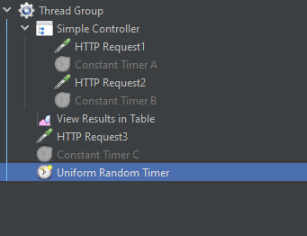 Thread Group
Simple Controller
HTTP Request1
Constant Timer A
HTTP Request2
Constant Timer B
View Results in Table
HTTP Request3
Constant Timer C
Uniform Random Timer